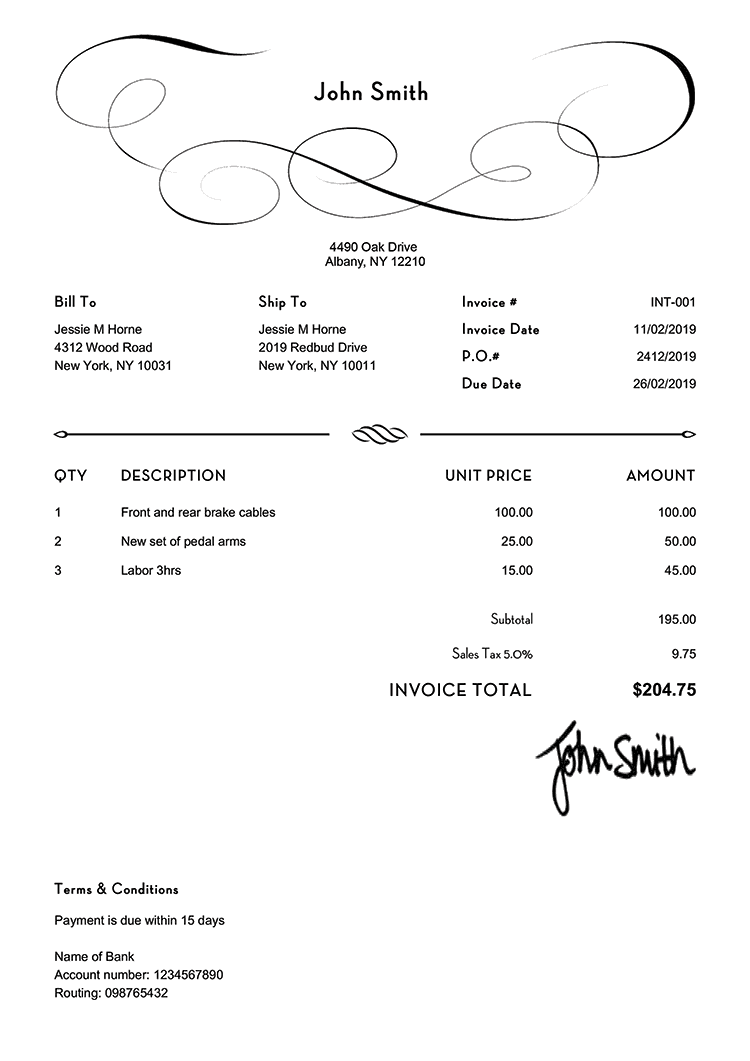 John Smith
4490 Oak Drive
Albany, NY 12210
Bill To
Jessie M Horne
4312 Wood Road
New York, NY 10031
Ship To
Jessie M Horne
2019 Redbud Drive
New York, NY 10011
Invoice # INT-001
Invoice Date 11/02/2019
P.O.# 2412/2019
Due Date 26/02/2019
QTY DESCRIPTION UNIT PRICE AMOUNT
1 Front and rear brake cables 100.00 100.00
2 New set of pedal arms 25.00 50.00
3 Labor 3hrs 15.00 45.00
Subtotal 195.00
Sales Tax 5.0% 9.75
INVOICE TOTAL $204.75
John Smith
Terms & Conditions
Payment is due within 15 days
Name of Bank
Account number: 1234567890
Routing: 098765432